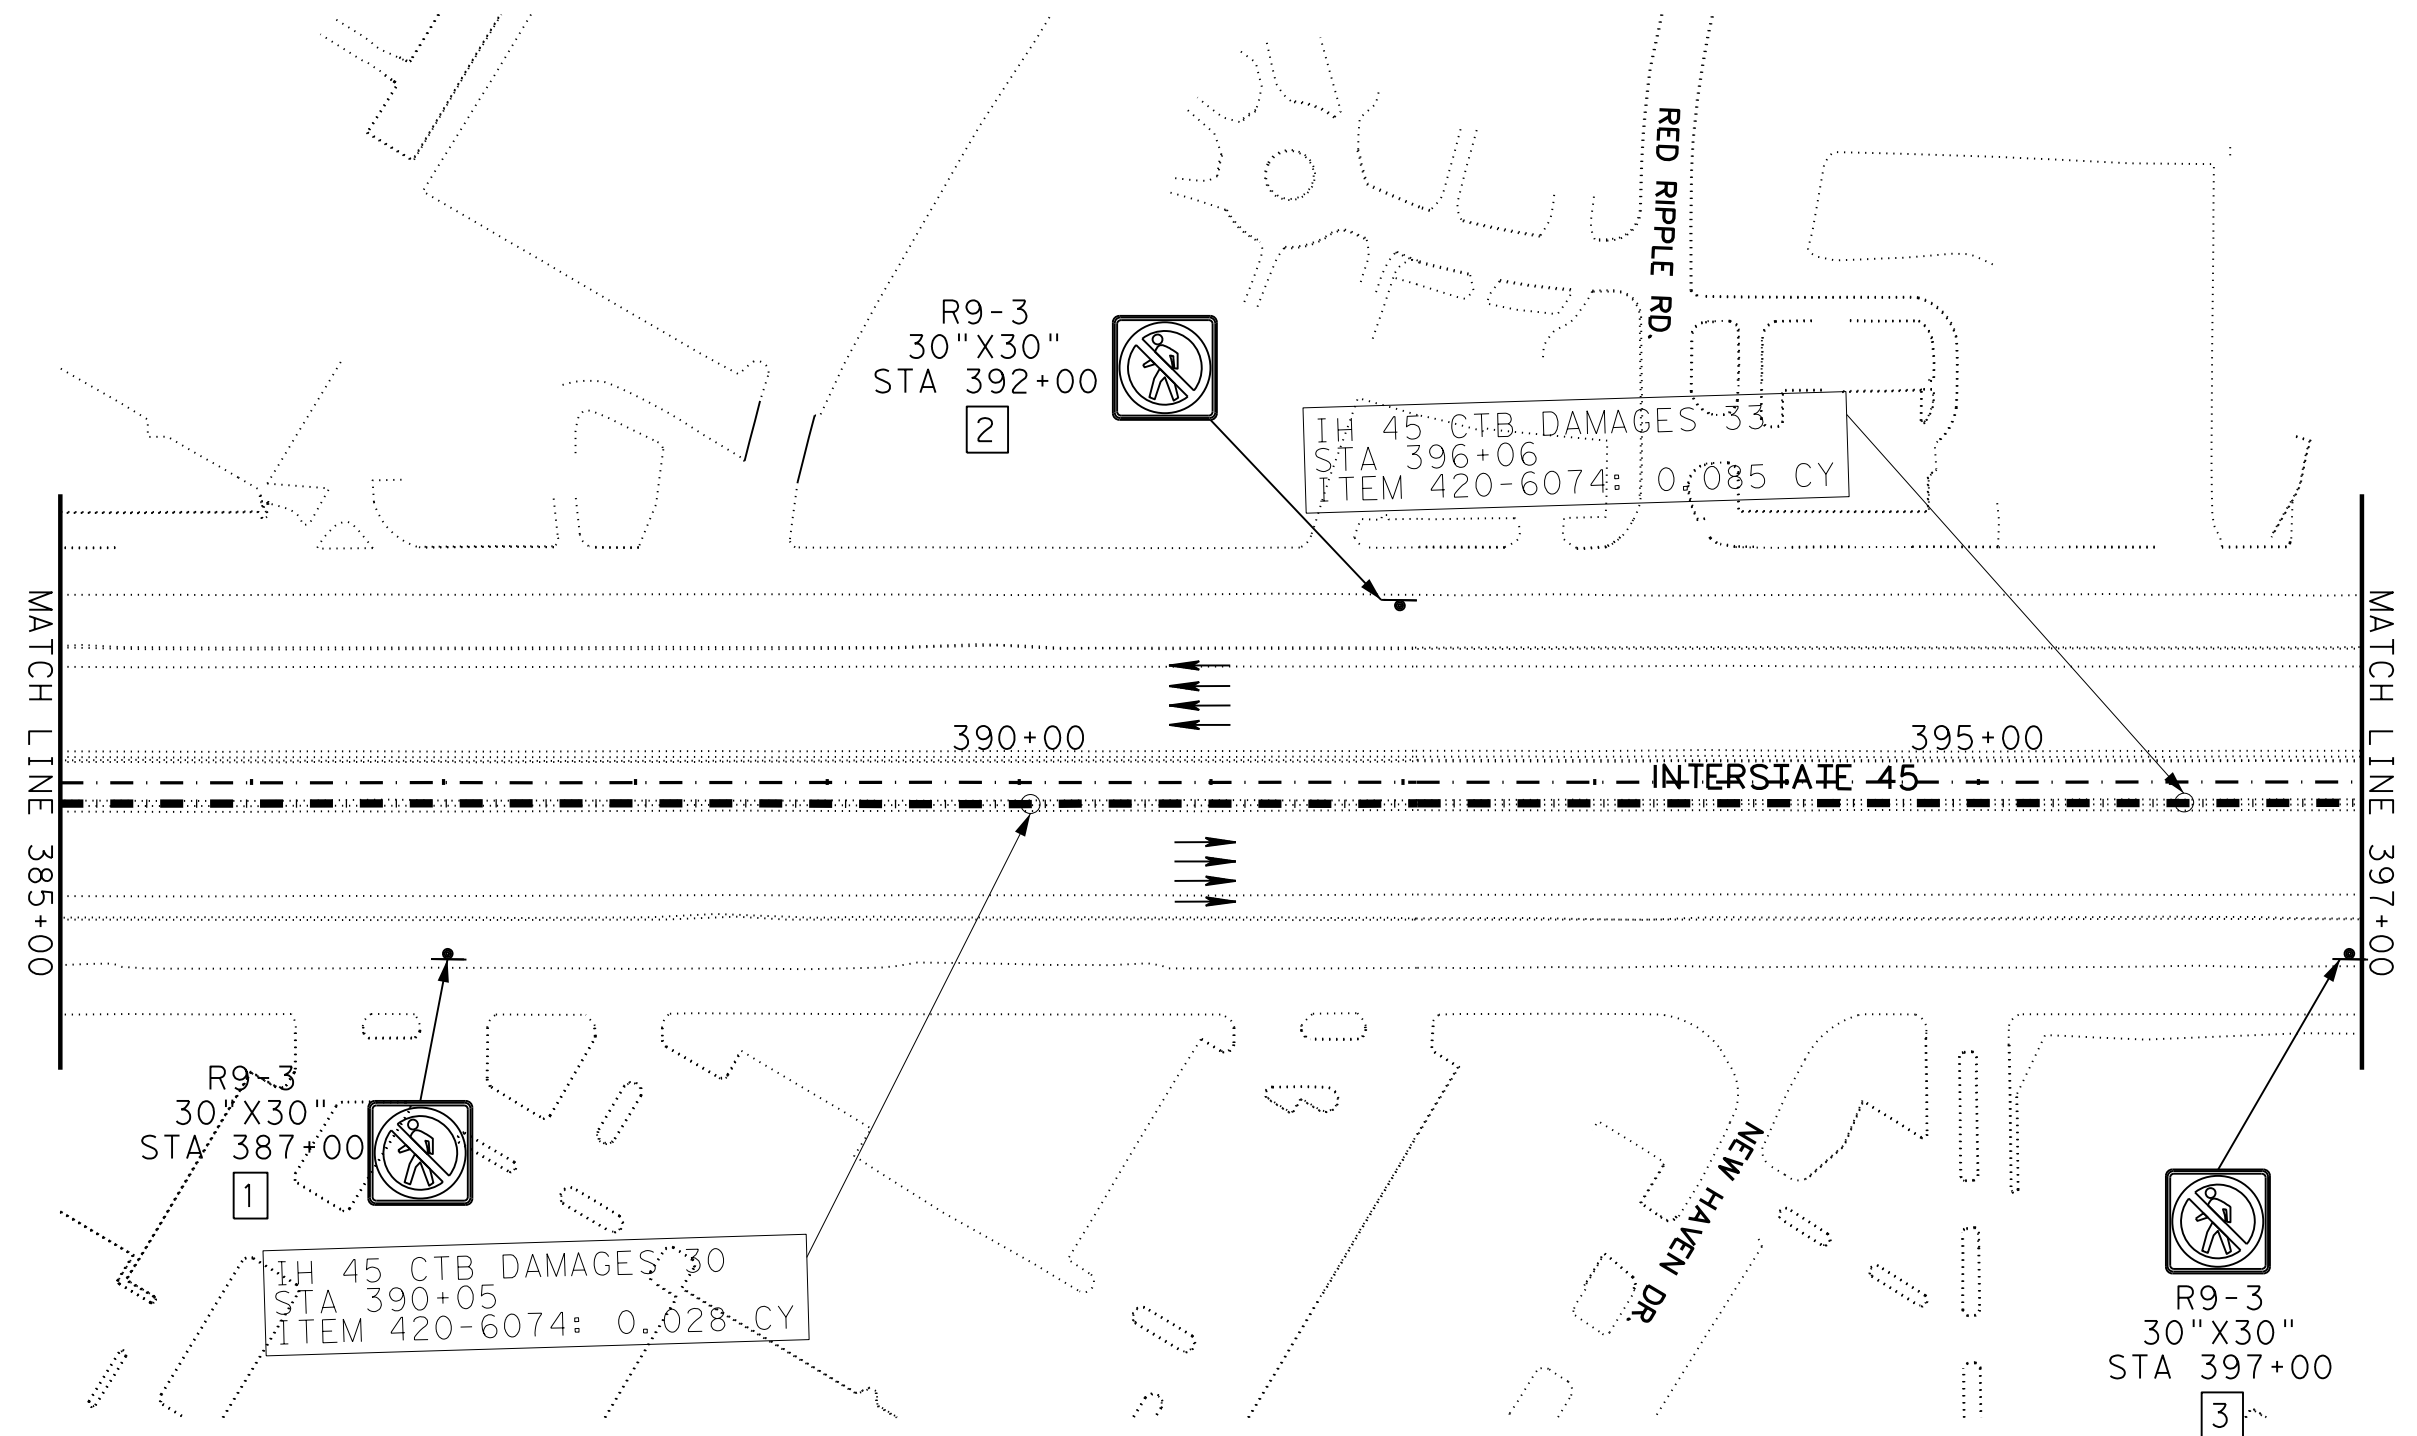 RED RIPPLE RD.
R9-3
30"X30"
STA 392+00
2
IH 45 CTB DAMAGES 33
STA 396+06
ITEM 420-6074: 0.085 CY
MATCH LINE 385+00
MATCH LINE 397+00
390+00
395+00
INTERSTATE 45
R9-3
30"X30"
STA 387+00
1
IH 45 CTB DAMAGES 30
STA 390+05
ITEM 420-6074: 0.028 CY
NEW HAVEN DR.
R9-3
30"X30"
STA 397+00
3